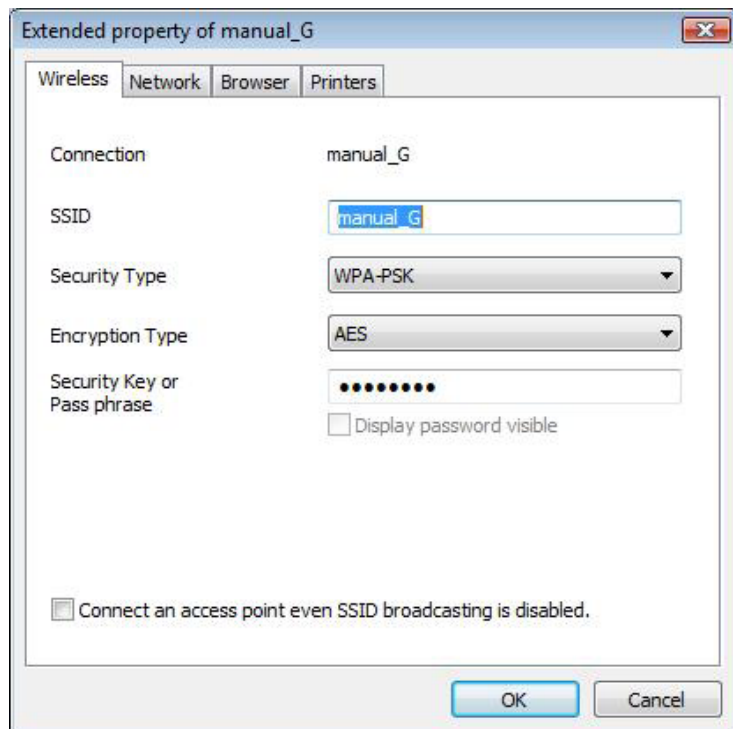 Extended property of manual_G
Wireless Network Browser Printers
Connection manual_G
SSID manual_G
Security Type WPA-PSK
Encryption Type AES
Security Key or
Pass phrase ●●●●●●●●
Display password visible
Connect an access point even SSID broadcasting is disabled.
OK Cancel